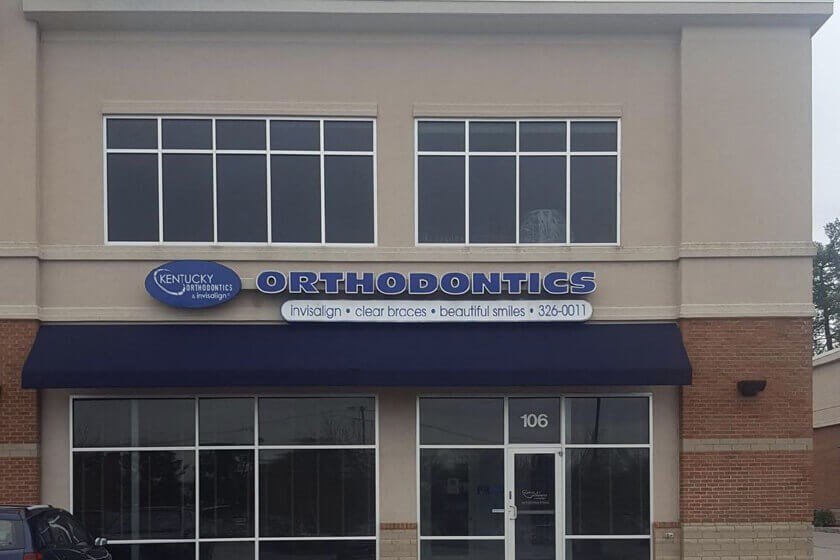 KENTUCKY
ORTHODONTICS
& invisalign
ORTHODONTICS
invisalign • clear braces • beautiful smiles • 326-0011
106